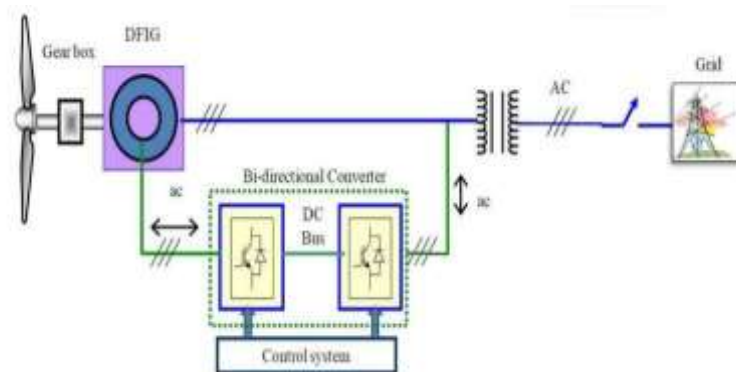 DFIG
Gear box
Grid
AC
Bi-directional Converter
ac
DC
Bus
ac
Control system